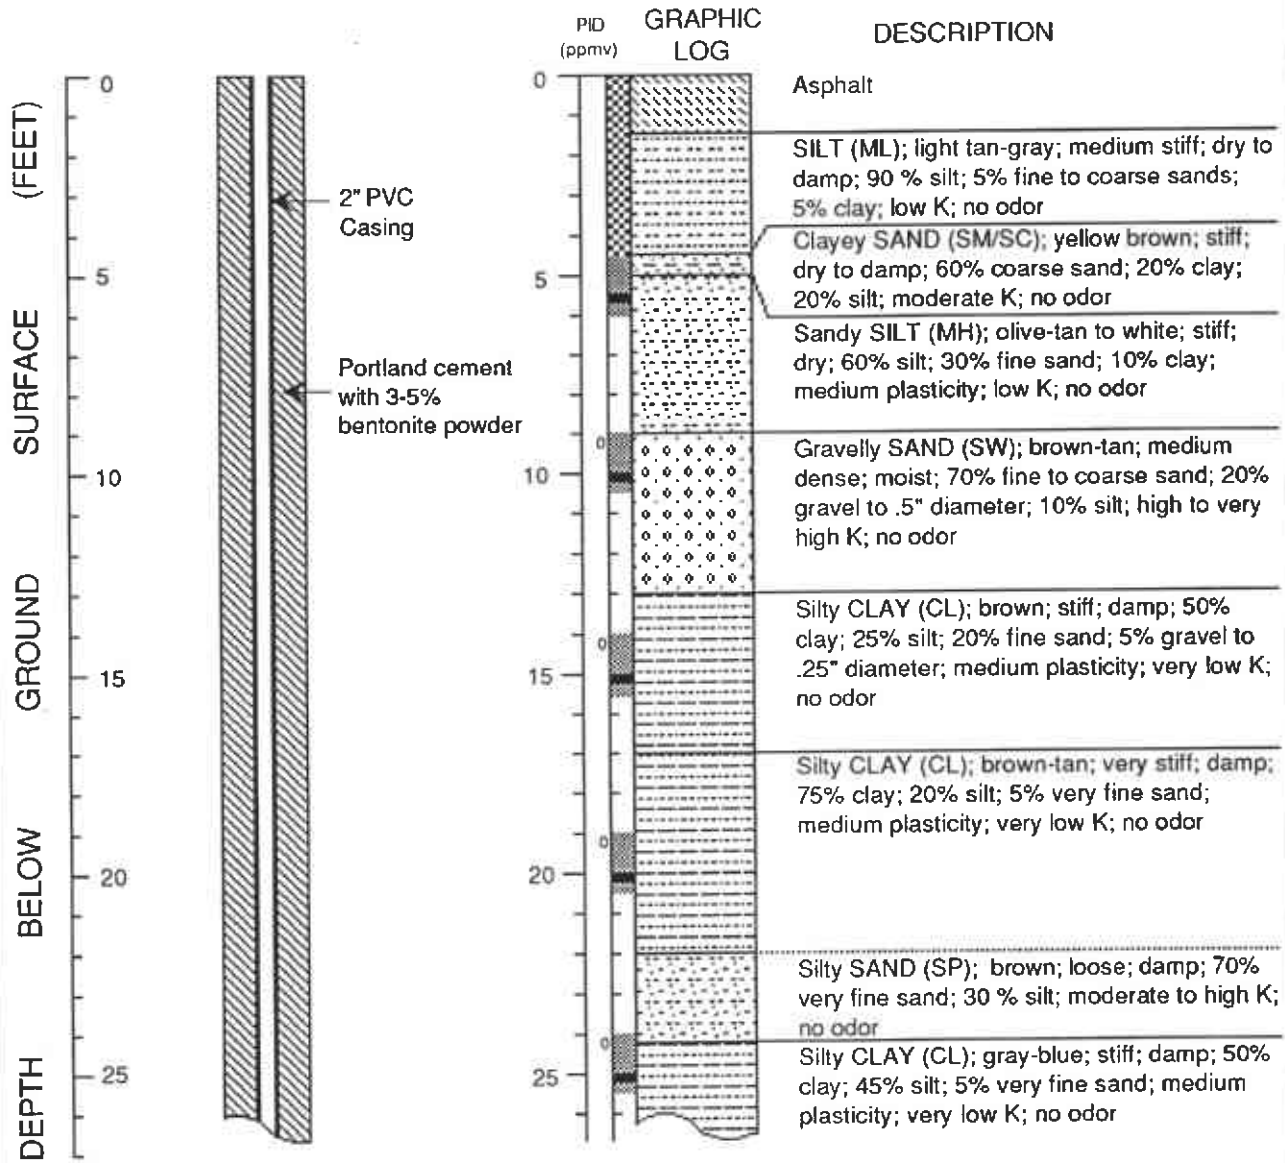 PID
(ppmv)
GRAPHIC
LOG
DESCRIPTION
DEPTH BELOW GROUND SURFACE (FEET)
0
5
10
15
20
25
2" PVC
Casing
Portland cement
with 3-5%
bentonite powder
0
5
10
15
20
25
0
0
0
0
Asphalt
SILT (ML); light tan-gray; medium stiff; dry to
damp; 90 % silt; 5% fine to coarse sands;
5% clay; low K; no odor
Clayey SAND (SM/SC); yellow brown; stiff;
dry to damp; 60% coarse sand; 20% clay;
20% silt; moderate K; no odor
Sandy SILT (MH); olive-tan to white; stiff;
dry; 60% silt; 30% fine sand; 10% clay;
medium plasticity; low K; no odor
Gravelly SAND (SW); brown-tan; medium
dense; moist; 70% fine to coarse sand; 20%
gravel to .5" diameter; 10% silt; high to very
high K; no odor
Silty CLAY (CL); brown; stiff; damp; 50%
clay; 25% silt; 20% fine sand; 5% gravel to
.25" diameter; medium plasticity; very low K;
no odor
Silty CLAY (CL); brown-tan; very stiff; damp;
75% clay; 20% silt; 5% very fine sand;
medium plasticity; very low K; no odor
Silty SAND (SP); brown; loose; damp; 70%
very fine sand; 30 % silt; moderate to high K;
no odor
Silty CLAY (CL); gray-blue; stiff; damp; 50%
clay; 45% silt; 5% very fine sand; medium
plasticity; very low K; no odor